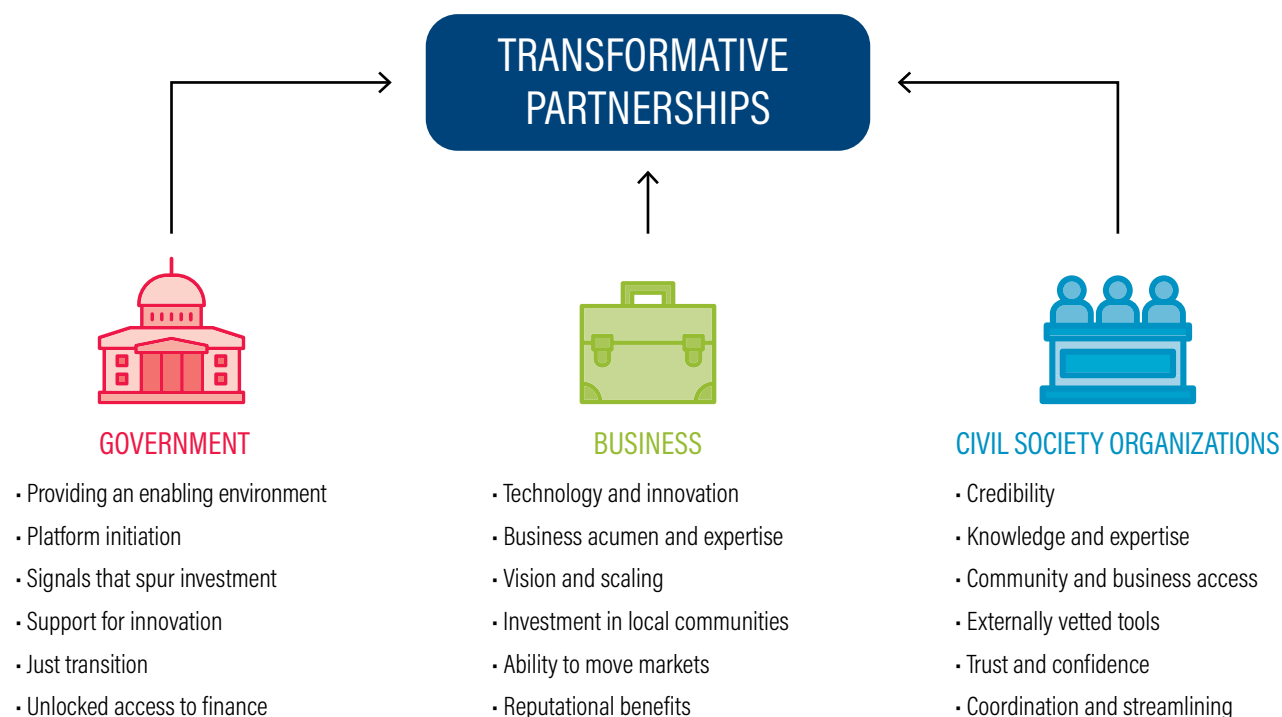 TRANSFORMATIVE
PARTNERSHIPS
GOVERNMENT
· Providing an enabling environment
· Platform initiation
· Signals that spur investment
· Support for innovation
· Just transition
· Unlocked access to finance
BUSINESS
· Technology and innovation
· Business acumen and expertise
· Vision and scaling
· Investment in local communities
· Ability to move markets
· Reputational benefits
CIVIL SOCIETY ORGANIZATIONS
· Credibility
· Knowledge and expertise
· Community and business access
· Externally vetted tools
· Trust and confidence
· Coordination and streamlining